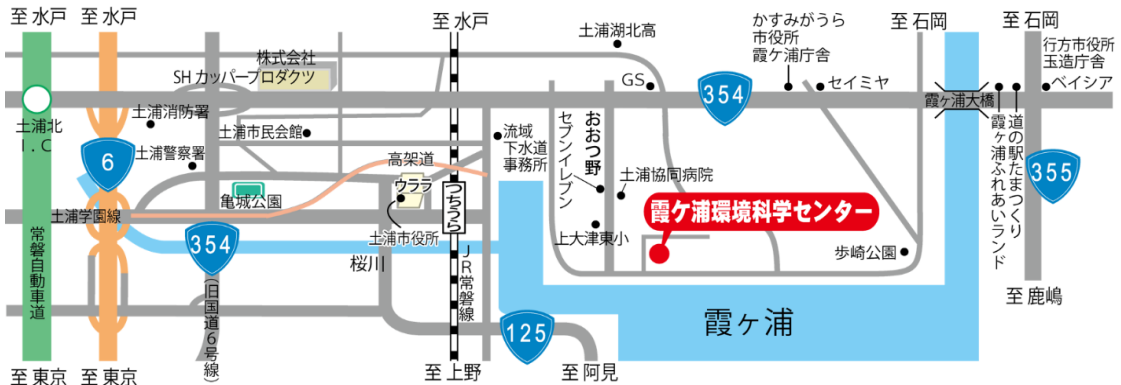 至 水戸
至 水戸
至 水戸
かすみがうら
市役所
霞ヶ浦庁舎
至 石岡
至 石岡
土浦湖北高
行方市役所
玉造庁舎
ベイシア
株式会社
SHカッパープロダクツ
GS
354
セイミヤ
霞ヶ浦大橋
土浦北
I.C
土浦消防署
土浦市民会館
流域
下水道
事務所
セブンイレブン
おおつ野
道の駅たまつくり
霞ヶ浦ふれあいランド
6
土浦警察署
高架道
355
亀城公園
ウララ
つちうら
土浦協同病院
霞ケ浦環境科学センター
土浦学園線
354
土浦市役所
上大津東小
歩崎公園
常磐自動車道
桜川
JR常磐線
(旧国道6号線)
至 鹿嶋
霞ヶ浦
125
至 東京
至 東京
至 上野
至 阿見